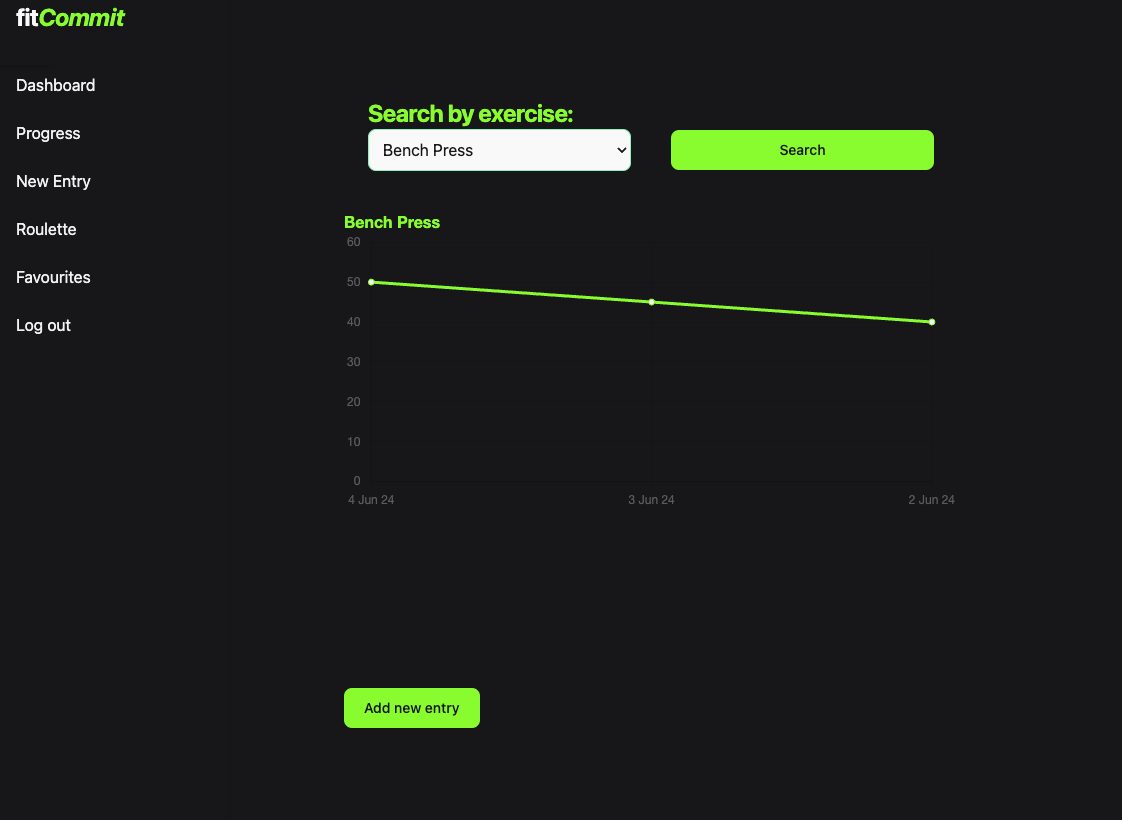 fitCommit
Dashboard
Progress
New Entry
Roulette
Favourites
Log out
Search by exercise:
Bench Press
Search
Bench Press
60
50
40
30
20
10
0
4 Jun 24 3 Jun 24 2 Jun 24
Add new entry